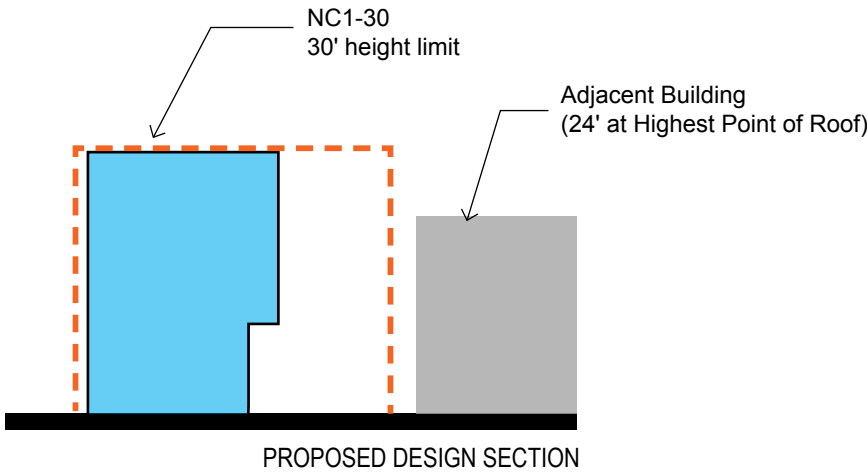 NC1-30
30' height limit
Adjacent Building
(24' at Highest Point of Roof)
PROPOSED DESIGN SECTION